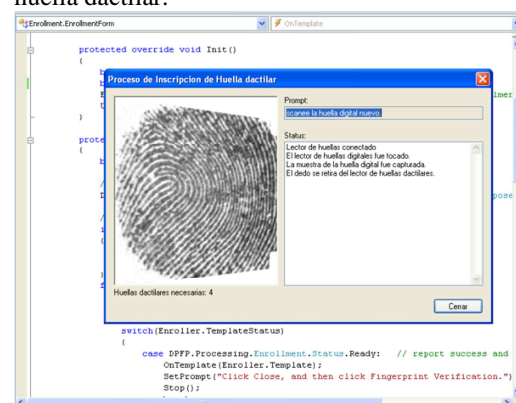 huella dactilar.
Enrollment.EnrollmentForm
OnTemplate
protected override void Init()
{
Proceso de Inscripcion de Huella dactilar
Prompt:
scanee la huella digital nuevo.
Status:
Lector de huellas conectado
El lector de huellas digitales fue tocado.
La muestra de la huella digital fue capturada.
El dedo se retira del lector de huellas dactilares.
Huellas dactilares necesarias: 4
Cerrar
switch(Enroller.TemplateStatus)
{
case DPFP.Processing.Enrollment.Status.Ready: // report success and
OnTemplate(Enroller.Template);
SetPrompt("Click Close, and then click Fingerprint Verification.")
Stop();